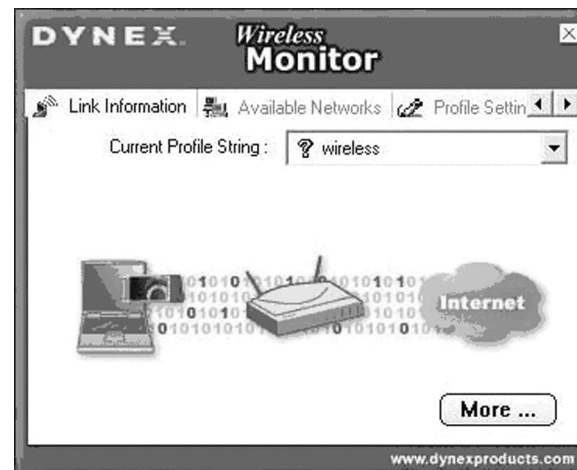 DYNEX
Wireless
Monitor
Link Information
Available Networks
Profile Settin
Current Profile String :
wireless
Internet
More ...
www.dynexproducts.com